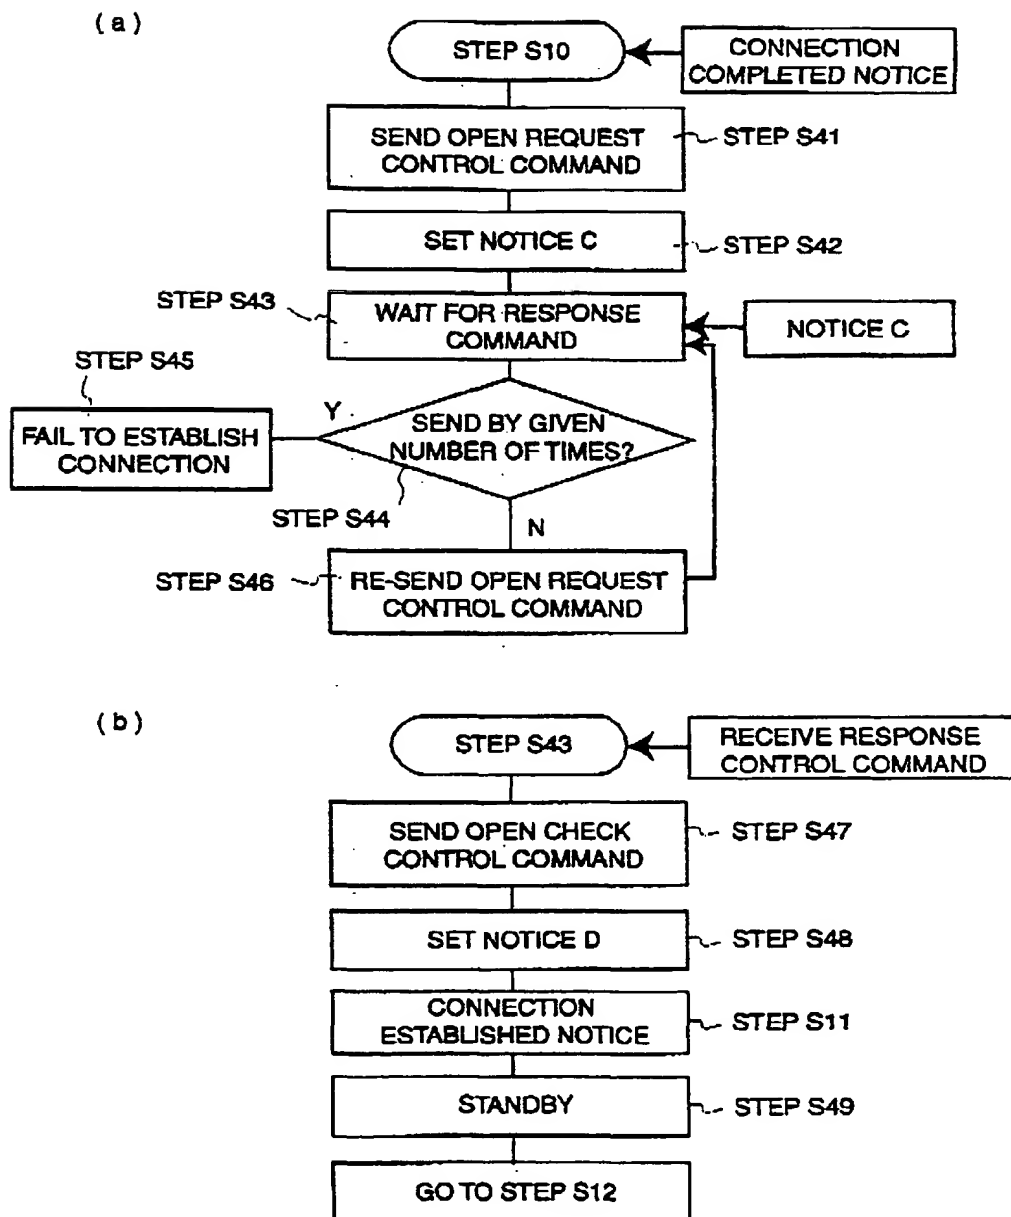 (a)
STEP S10
CONNECTION
COMPLETED NOTICE
SEND OPEN REQUEST
CONTROL COMMAND
STEP S41
SET NOTICE C
STEP S42
STEP S43
WAIT FOR RESPONSE
COMMAND
NOTICE C
STEP S45
FAIL TO ESTABLISH
CONNECTION
Y
SEND BY GIVEN
NUMBER OF TIMES?
STEP S44
N
STEP S46
RE-SEND OPEN REQUEST
CONTROL COMMAND
(b)
STEP S43
RECEIVE RESPONSE
CONTROL COMMAND
SEND OPEN CHECK
CONTROL COMMAND
STEP S47
SET NOTICE D
STEP S48
CONNECTION
ESTABLISHED NOTICE
STEP S11
STANDBY
STEP S49
GO TO STEP S12